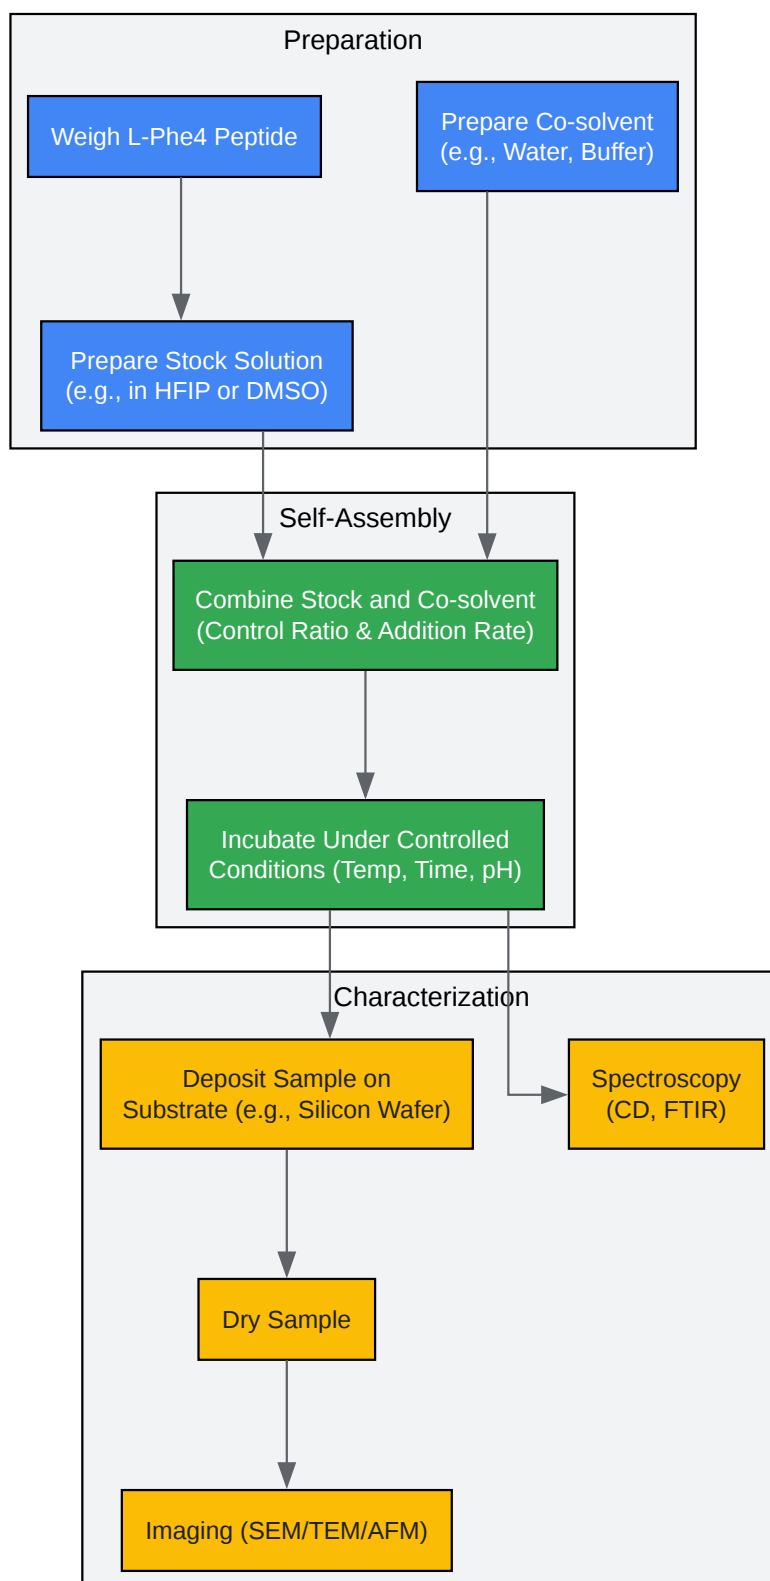 Preparation
Weigh L-Phe4 Peptide
Prepare Co-solvent
(e.g., Water, Buffer)
Prepare Stock Solution
(e.g., in HFIP or DMSO)
Self-Assembly
Combine Stock and Co-solvent
(Control Ratio & Addition Rate)
Incubate Under Controlled
Conditions (Temp, Time, pH)
Characterization
Deposit Sample on
Substrate (e.g., Silicon Wafer)
Spectroscopy
(CD, FTIR)
Dry Sample
Imaging (SEM/TEM/AFM)